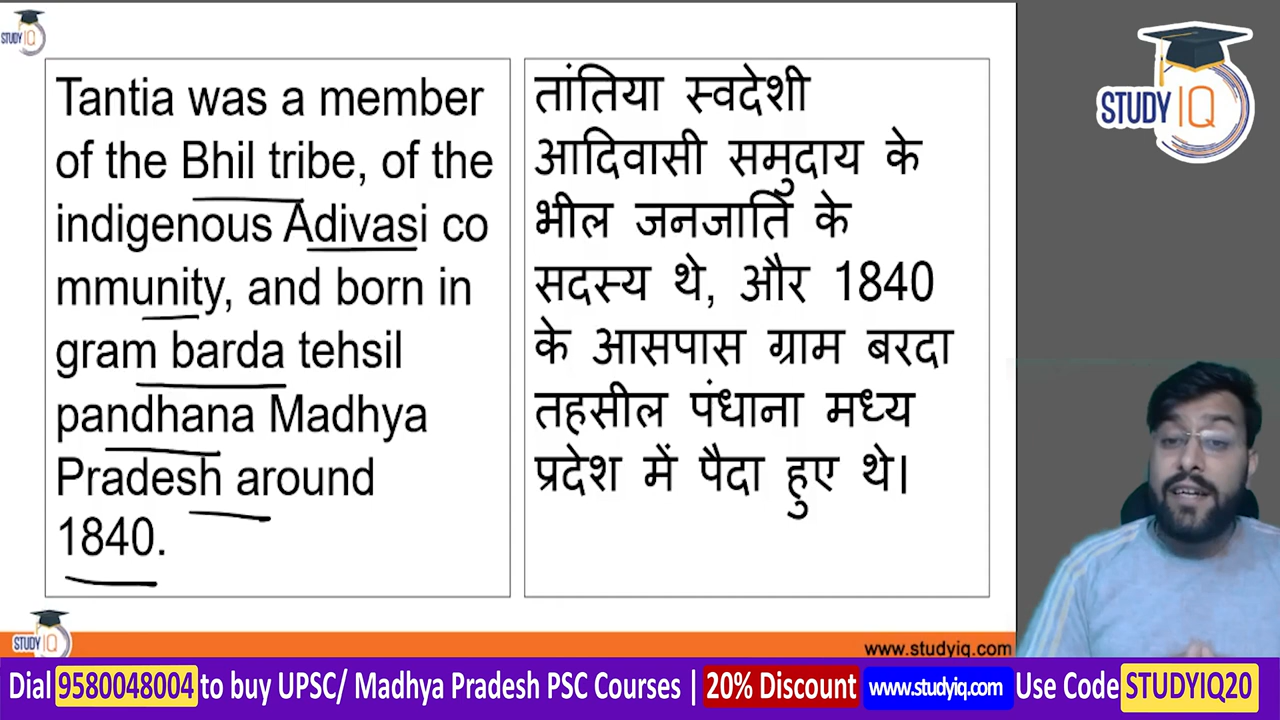 STUDY IQ
Tantia was a member
of the Bhil tribe, of the
indigenous Adivasi co
mmunity, and born in
gram barda tehsil
pandhana Madhya
Pradesh around
1840.
तांतिया स्वदेशी
आदिवासी समुदाय के
भील जनजाति के
सदस्य थे, और 1840
के आसपास ग्राम बरदा
तहसील पंधाना मध्य
प्रदेश में पैदा हुए थे।
STUDY IQ
STUDY IQ
www.studyiq.com
Dial 9580048004 to buy UPSC/ Madhya Pradesh PSC Courses | 20% Discount www.studyiq.com Use Code STUDYIQ20